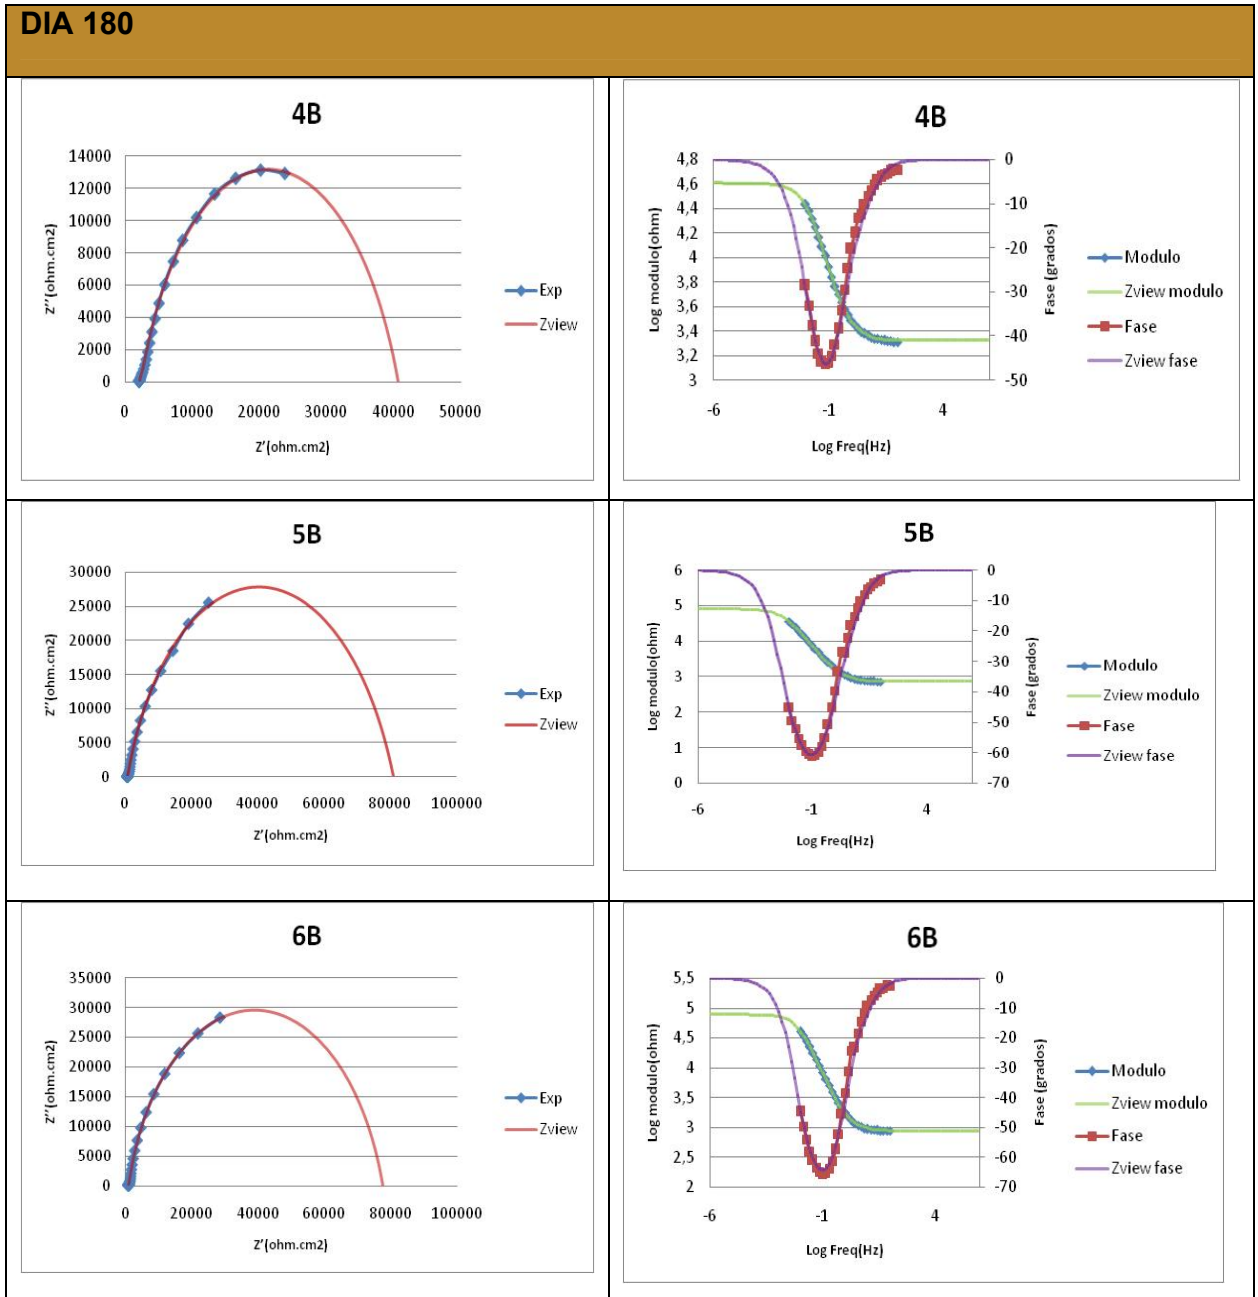 DIA 180
4B
14000
12000
10000
8000
6000
4000
2000
0
0 10000 20000 30000 40000 50000
Z''(ohm.cm2)
Z'(ohm.cm2)
Exp
Zview
4B
4,8
4,6
4,4
4,2
4
3,8
3,6
3,4
3,2
3
0
-10
-20
-30
-40
-50
-6 -1 4
Log modulo(ohm)
Fase (grados)
Log Freq(Hz)
Modulo
Zview modulo
Fase
Zview fase
5B
30000
25000
20000
15000
10000
5000
0
0 20000 40000 60000 80000 100000
Z''(ohm.cm2)
Z'(ohm.cm2)
Exp
Zview
5B
6
5
4
3
2
1
0
0
-10
-20
-30
-40
-50
-60
-70
-6 -1 4
Log modulo(ohm)
Fase (grados)
Log Freq(Hz)
Modulo
Zview modulo
Fase
Zview fase
6B
35000
30000
25000
20000
15000
10000
5000
0
0 20000 40000 60000 80000 100000
Z''(ohm.cm2)
Z'(ohm.cm2)
Exp
Zview
6B
5,5
5
4,5
4
3,5
3
2,5
2
0
-10
-20
-30
-40
-50
-60
-70
-6 -1 4
Log modulo(ohm)
Fase (grados)
Log Freq(Hz)
Modulo
Zview modulo
Fase
Zview fase